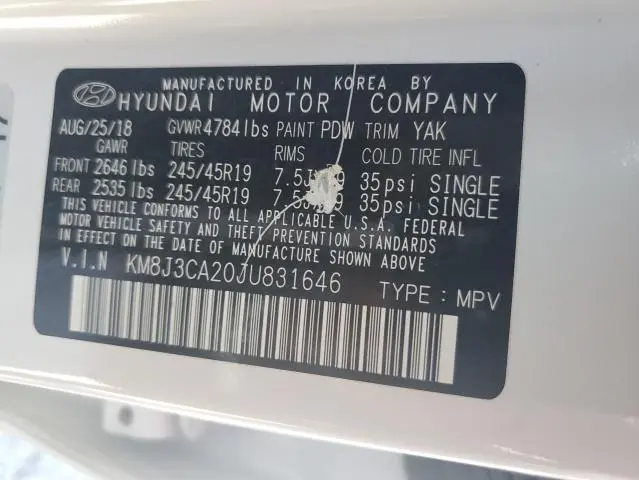 MANUFACTURED IN KOREA BY
HYUNDAI MOTOR COMPANY
AUG/25/18 GVWR 4784 lbs PAINT PDW TRIM YAK
GAWR TIRES RIMS COLD TIRE INFL
FRONT 2646 lbs 245/45R19 35psi SINGLE
REAR 2535 lbs 245/45R19 35psi SINGLE
THIS VEHICLE CONFORMS TO ALL APPLICABLE U.S.A. FEDERAL
MOTOR VEHICLE SAFETY AND THEFT PREVENTION STANDARDS
IN EFFECT ON THE DATE OF MANUFACTURE SHOWN ABOVE.
V.I.N KM8J3CA20JU831646 TYPE : MPV